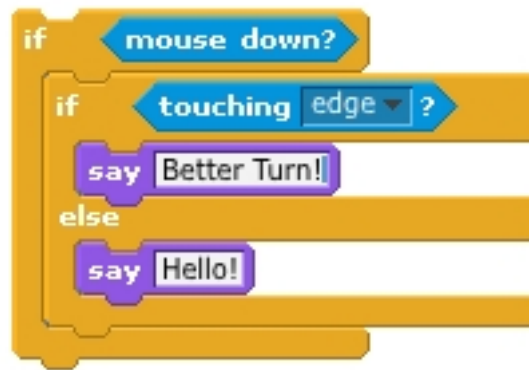 if mouse down?
if touching edge ?
say Better Turn!
else
say Hello!